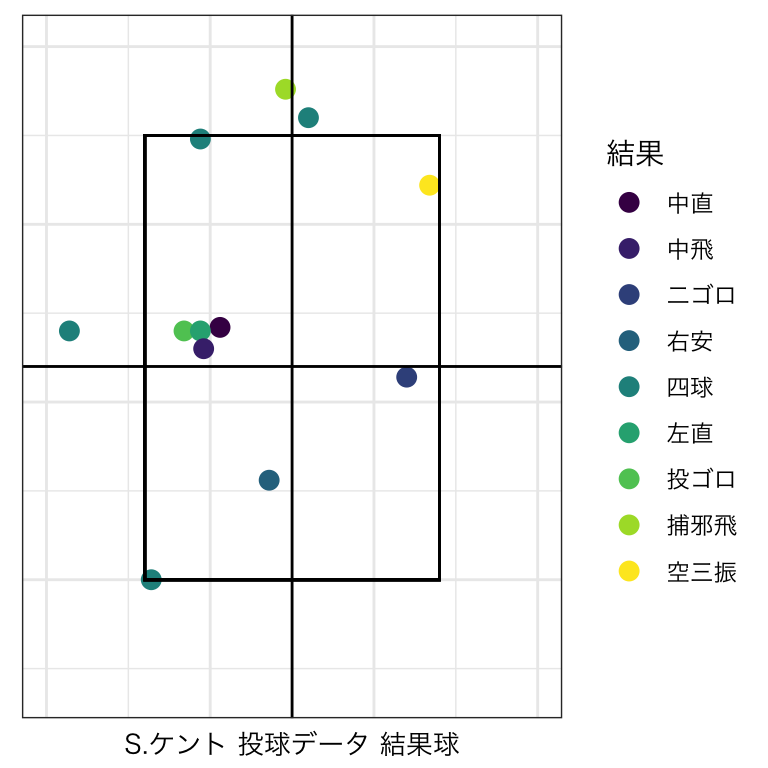 結果
中直
中飛
二ゴロ
右安
四球
左直
投ゴロ
捕邪飛
空三振
S.ケント 投球データ 結果球